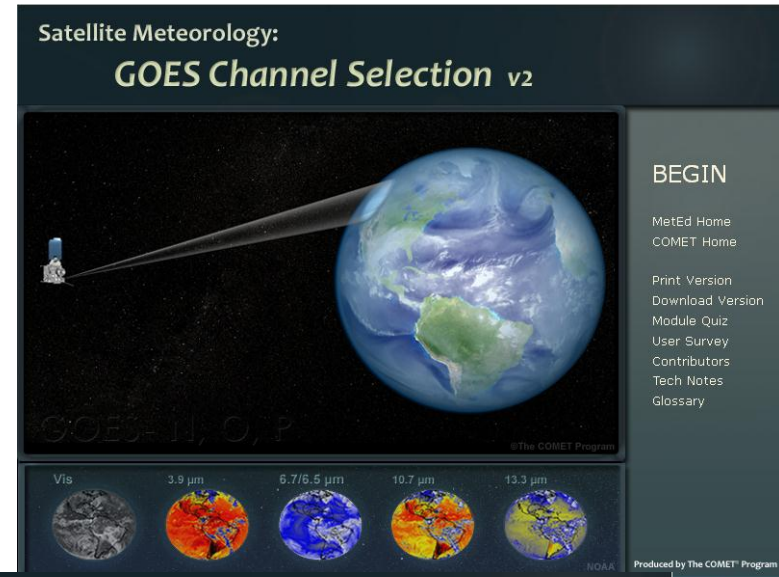 Satellite Meteorology:
GOES Channel Selection v2
BEGIN
MetEd Home
COMET Home
Print Version
Download Version
Module Quiz
User Survey
Contributors
Tech Notes
Glossary
GOES- N, O, P
©The COMET Program
Vis
3.9 µm
6.7/6.5 µm
10.7 µm
13.3 µm
NOAA
Produced by The COMET® Program